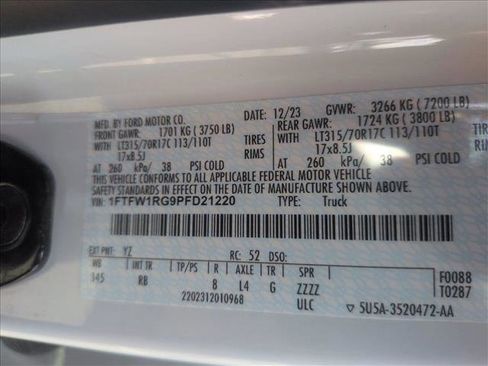 MFD. BY FORD MOTOR CO.
12/23 GVWR: 3266 KG ( 7200 LB)
FRONT GAWR: 1701 KG ( 3750 LB) REAR GAWR: 1724 KG ( 3800 LB)
WITH LT315/70R17C 113/110T TIRES WITH LT315/70R17C 113/110T TIRES
17x8.5J RIMS 17x8.5J
AT 260 kPa/ 38 PSI COLD AT 260 kPa/ 38 PSI COLD
THIS VEHICLE CONFORMS TO ALL APPLICABLE FEDERAL MOTOR VEHICLE
SAFETY STANDARDS IN EFFECT ON THE DATE OF MANUFACTURE SHOWN ABOVE.
VIN: 1FTFW1RG9PFD21220 TYPE: Truck
EXT PNT: YZ RC: 52 DSO:
WB INT TR TP/PS R AXLE TR SPR F0088
145 RB 8 L4 G ZZZZ T0287
2202312010968 ULC 5U5A-3520472-AA